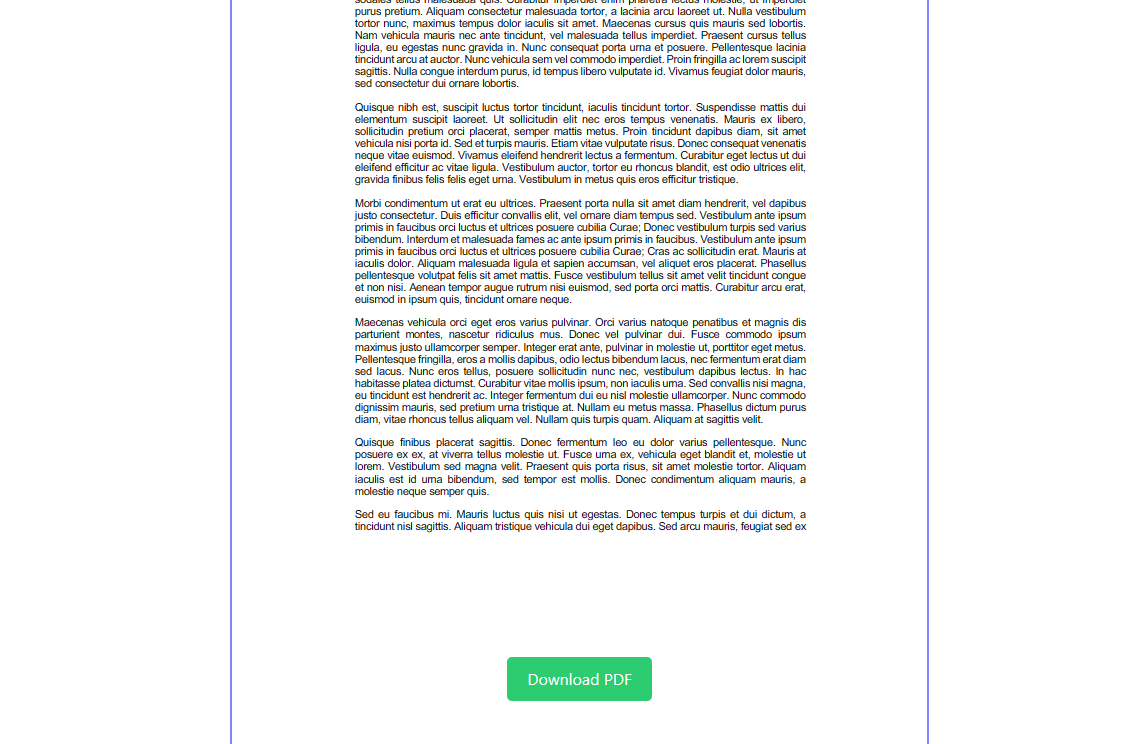 sodales tellus malesuada quis. Curabitur imperdiet enim pharetra lectus molestie, ut imperdiet
purus pretium. Aliquam consectetur malesuada tortor, a lacinia arcu laoreet ut. Nulla vestibulum
tortor nunc, maximus tempus dolor iaculis sit amet. Maecenas cursus quis mauris sed lobortis.
Nam vehicula mauris nec ante tincidunt, vel malesuada tellus imperdiet. Praesent cursus tellus
ligula, eu egestas nunc gravida in. Nunc consequat porta urna et posuere. Pellentesque lacinia
tincidunt arcu at auctor. Nunc vehicula sem vel commodo imperdiet. Proin fringilla ac lorem suscipit
sagittis. Nulla congue interdum purus, id tempus libero vulputate id. Vivamus feugiat dolor mauris,
sed consectetur dui ornare lobortis.
Quisque nibh est, suscipit luctus tortor tincidunt, iaculis tincidunt tortor. Suspendisse mattis dui
elementum suscipit laoreet. Ut sollicitudin elit nec eros tempus venenatis. Mauris ex libero,
sollicitudin pretium orci placerat, semper mattis metus. Proin tincidunt dapibus diam, sit amet
vehicula nisi porta id. Sed et turpis mauris. Etiam vitae vulputate risus. Donec consequat venenatis
neque vitae euismod. Vivamus eleifend hendrerit lectus a fermentum. Curabitur eget lectus ut dui
eleifend efficitur ac vitae ligula. Vestibulum auctor, tortor eu rhoncus blandit, est odio ultrices elit,
gravida finibus felis felis eget urna. Vestibulum in metus quis eros efficitur tristique.
Morbi condimentum ut erat eu ultrices. Praesent porta nulla sit amet diam hendrerit, vel dapibus
justo consectetur. Duis efficitur convallis elit, vel ornare diam tempus sed. Vestibulum ante ipsum
primis in faucibus orci luctus et ultrices posuere cubilia Curae; Donec vestibulum turpis sed varius
bibendum. Interdum et malesuada fames ac ante ipsum primis in faucibus. Vestibulum ante ipsum
primis in faucibus orci luctus et ultrices posuere cubilia Curae; Cras ac sollicitudin erat. Mauris at
iaculis dolor. Aliquam malesuada ligula et sapien accumsan, vel aliquet eros placerat. Phasellus
pellentesque volutpat felis sit amet mattis. Fusce vestibulum tellus sit amet velit tincidunt congue
et non nisi. Aenean tempor augue rutrum nisi euismod, sed porta orci mattis. Curabitur arcu erat,
euismod in ipsum quis, tincidunt ornare neque.
Maecenas vehicula orci eget eros varius pulvinar. Orci varius natoque penatibus et magnis dis
parturient montes, nascetur ridiculus mus. Donec vel pulvinar dui. Fusce commodo ipsum
maximus justo ullamcorper semper. Integer erat ante, pulvinar in molestie ut, porttitor eget metus.
Pellentesque fringilla, eros a mollis dapibus, odio lectus bibendum lacus, nec fermentum erat diam
sed lacus. Nunc eros tellus, posuere sollicitudin nunc nec, vestibulum dapibus lectus. In hac
habitasse platea dictumst. Curabitur vitae mollis ipsum, non iaculis urna. Sed convallis nisi magna,
eu tincidunt est hendrerit ac. Integer fermentum dui eu nisl molestie ullamcorper. Nunc commodo
dignissim mauris, sed pretium urna tristique at. Nullam eu metus massa. Phasellus dictum purus
diam, vitae rhoncus tellus aliquam vel. Nullam quis turpis quam. Aliquam at sagittis velit.
Quisque finibus placerat sagittis. Donec fermentum leo eu dolor varius pellentesque. Nunc
posuere ex ex, at viverra tellus molestie ut. Fusce urna ex, vehicula eget blandit et, molestie ut
lorem. Vestibulum sed magna velit. Praesent quis porta risus, sit amet molestie tortor. Aliquam
iaculis est id urna bibendum, sed tempor est mollis. Donec condimentum aliquam mauris, a
molestie neque semper quis.
Sed eu faucibus mi. Mauris luctus quis nisi ut egestas. Donec tempus turpis et dui dictum, a
tincidunt nisl sagittis. Aliquam tristique vehicula dui eget dapibus. Sed arcu mauris, feugiat sed ex
Download PDF